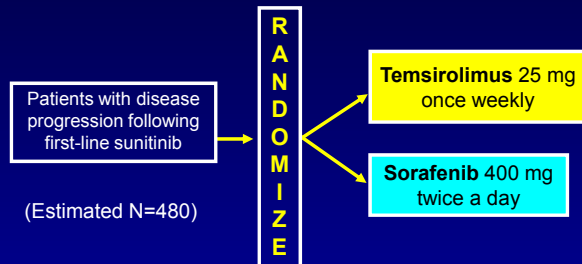 Patients with disease
progression following
first-line sunitinib
(Estimated N=480)
R
A
N
D
O
M
I
Z
E
Temsirolimus 25 mg
once weekly
Sorafenib 400 mg
twice a day